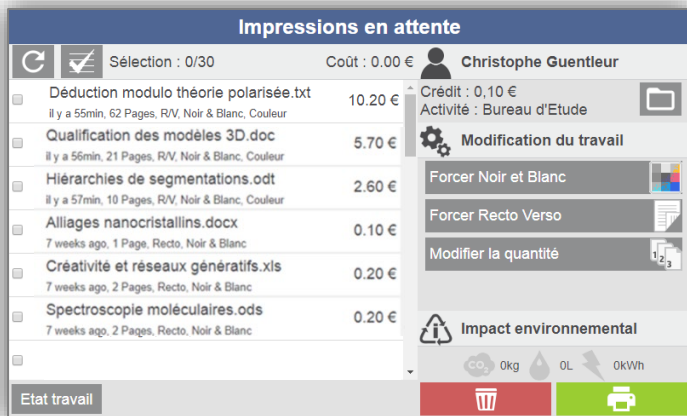 Impressions en attente
Sélection : 0/30
Coût : 0.00 €
Christophe Guentleur
Déduction modulo théorie polarisée.txt
10.20 €
il y a 55min, 62 Pages, R/V, Noir & Blanc, Couleur
Qualification des modèles 3D.doc
5.70 €
il y a 56min, 21 Pages, R/V, Noir & Blanc, Couleur
Hiérarchies de segmentations.odt
2.60 €
il y a 57min, 10 Pages, R/V, Noir & Blanc, Couleur
Alliages nanocristallins.docx
0.10 €
7 weeks ago, 1 Page, Recto, Noir & Blanc
Créativité et réseaux génératifs.xls
0.20 €
7 weeks ago, 2 Pages, Recto, Noir & Blanc
Spectroscopie moléculaires.ods
0.20 €
7 weeks ago, 2 Pages, Recto, Noir & Blanc
Etat travail
Crédit : 0,10 €
Activité : Bureau d'Etude
Modification du travail
Forcer Noir et Blanc
Forcer Recto Verso
Modifier la quantité
1 2 3
Impact environnemental
CO2
0kg
0L
0kWh